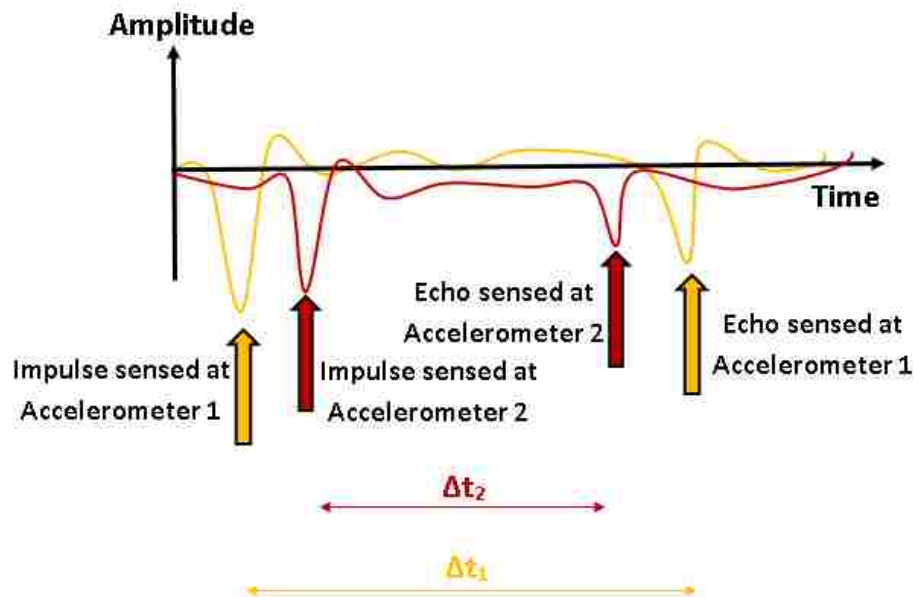 Amplitude
Time
Echo sensed at
Accelerometer 2
Echo sensed at
Accelerometer 1
Impulse sensed at
Accelerometer 1
Impulse sensed at
Accelerometer 2
Δt₂
Δt₁